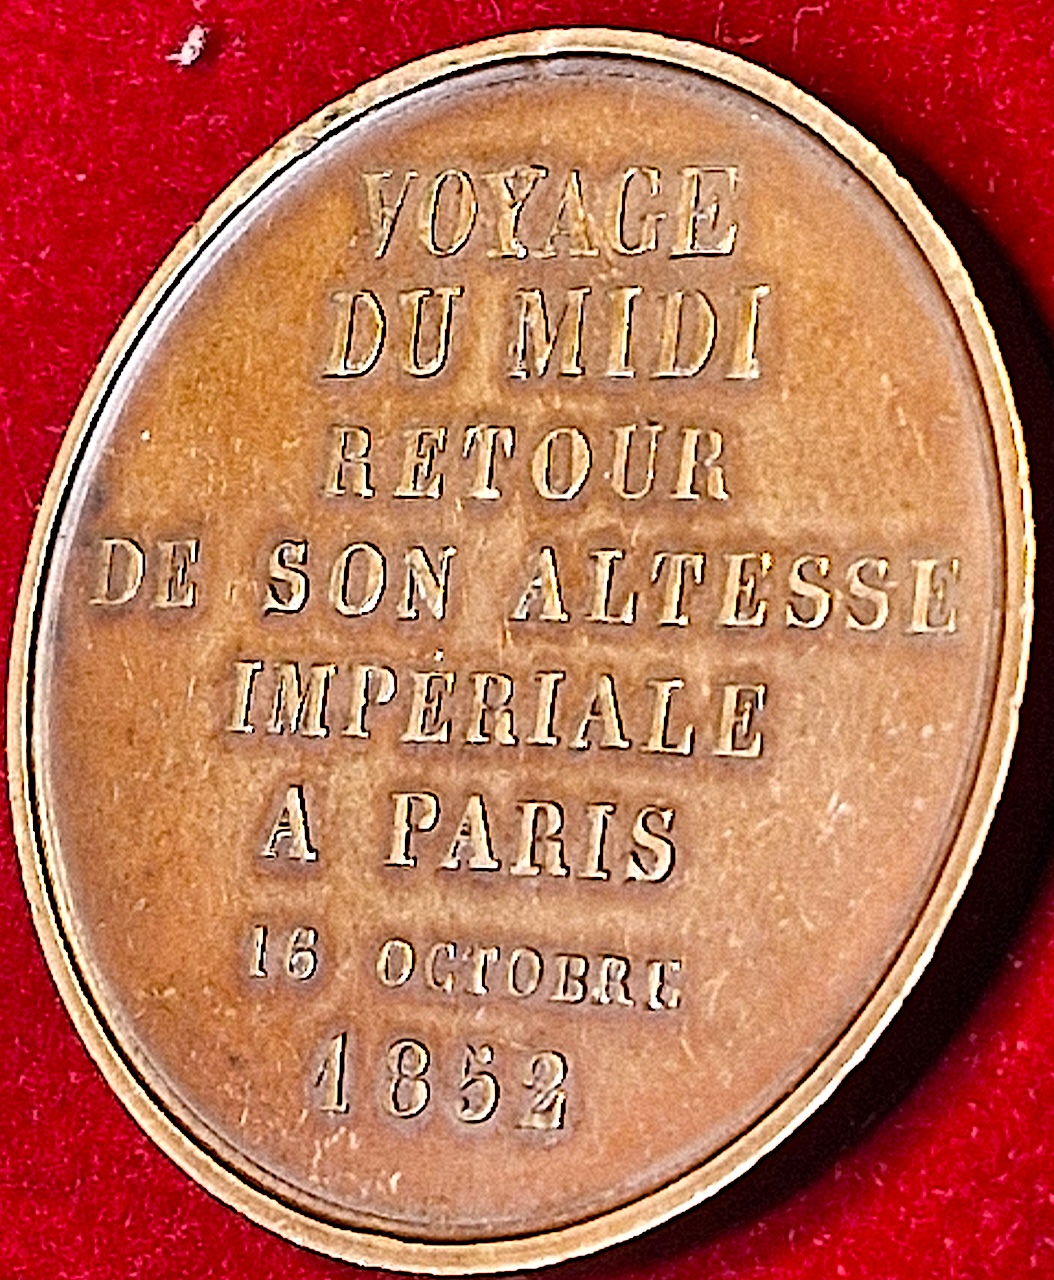 VOYAGE
DU MIDI
RETOUR
DE SON ALTESSE
IMPÉRIALE
A PARIS
16 OCTOBRE
1852